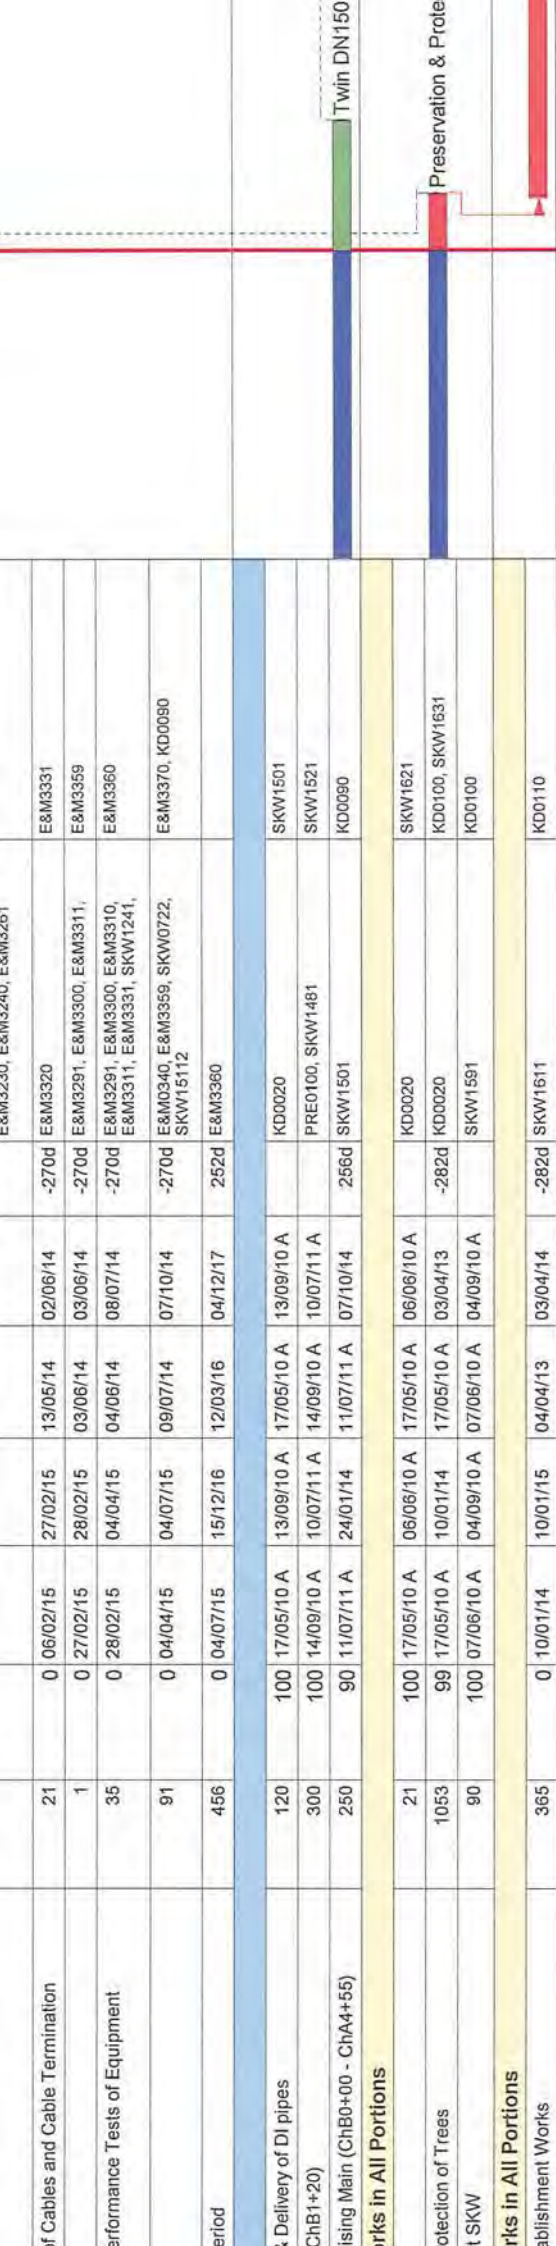 E&M3230, E&M3240, E&M3261
of Cables and Cable Termination 21 0 06/02/15 27/02/15 13/05/14 02/06/14 -270d E&M3320 E&M3331
1 0 27/02/15 28/02/15 03/06/14 03/06/14 -270d E&M3291, E&M3300, E&M3311, E&M3359
erformance Tests of Equipment 35 0 28/02/15 04/04/15 04/06/14 08/07/14 -270d E&M3291, E&M3300, E&M3310, E&M3360
E&M3311, E&M3331, SKW1241,
91 0 04/04/15 04/07/15 09/07/14 07/10/14 -270d E&M0340, E&M3359, SKW0722, E&M3370, KD0090
SKW15112
eriod 456 0 04/07/15 15/12/16 12/03/16 04/12/17 252d E&M3360
& Delivery of DI pipes 120 100 17/05/10 A 13/09/10 A 17/05/10 A 13/09/10 A KD0020 SKW1501
ChB1+20) 300 100 14/09/10 A 10/07/11 A 14/09/10 A 10/07/11 A PRE0100, SKW1481 SKW1521
ising Main (ChB0+00 - ChA4+55) 250 90 11/07/11 A 24/01/14 11/07/11 A 07/10/14 256d SKW1501 KD0090 Twin DN150
rks in All Portions
21 100 17/05/10 A 06/06/10 A 17/05/10 A 06/06/10 A KD0020 SKW1621
otection of Trees 1053 99 17/05/10 A 10/01/14 17/05/10 A 03/04/13 -282d KD0020 KD0100, SKW1631 Preservation & Prote
t SKW 90 100 07/06/10 A 04/09/10 A 07/06/10 A 04/09/10 A SKW1591 KD0100
rks in All Portions
ablishment Works 365 0 10/01/14 10/01/15 04/04/13 03/04/14 -282d SKW1611 KD0110